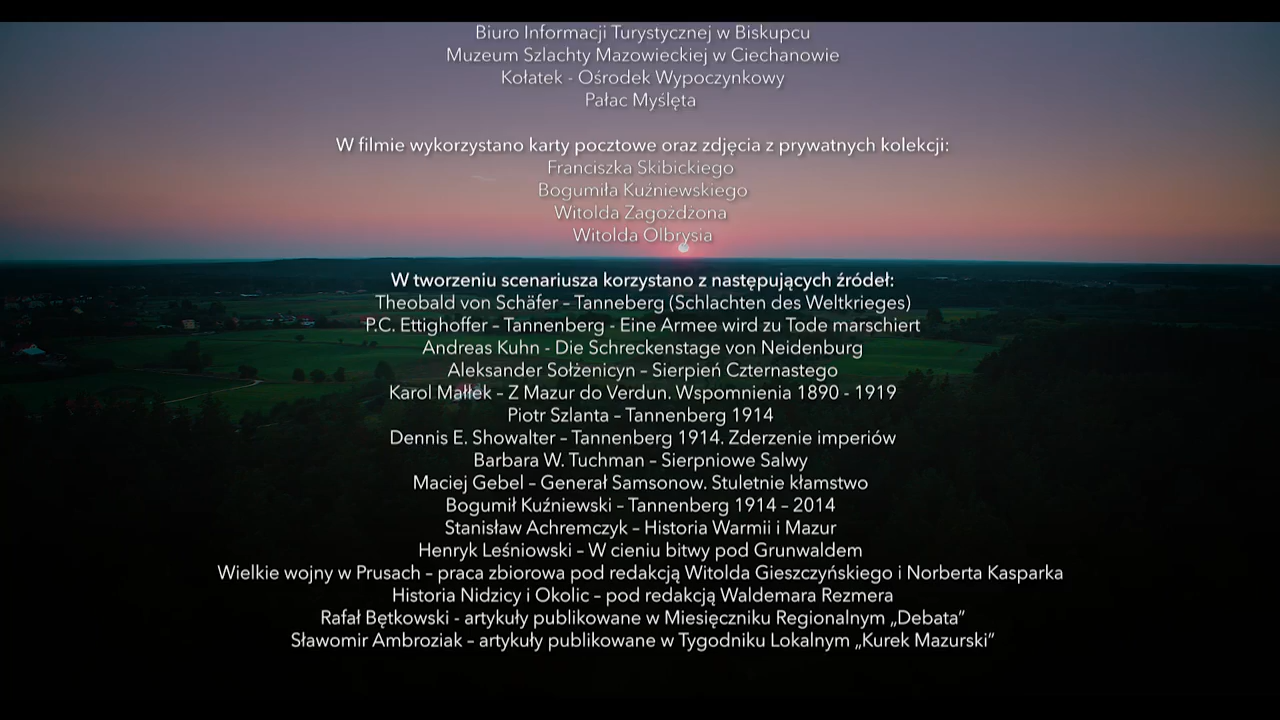 Biuro Informacji Turystycznej w Biskupcu
Muzeum Szlachty Mazowieckiej w Ciechanowie
Kołatek - Ośrodek Wypoczynkowy
Pałac Myślęta
W filmie wykorzystano karty pocztowe oraz zdjęcia z prywatnych kolekcji:
Franciszka Skibickiego
Bogumiła Kuźniewskiego
Witolda Zagożdżona
Witolda Olbrysia
W tworzeniu scenariusza korzystano z następujących źródeł:
Theobald von Schäfer – Tanneberg (Schlachten des Weltkrieges)
P.C. Ettighoffer – Tannenberg - Eine Armee wird zu Tode marschiert
Andreas Kuhn - Die Schreckenstage von Neidenburg
Aleksander Sołżenicyn – Sierpień Czternastego
Karol Małłek – Z Mazur do Verdun. Wspomnienia 1890 - 1919
Piotr Szlanta – Tannenberg 1914
Dennis E. Showalter – Tannenberg 1914. Zderzenie imperiów
Barbara W. Tuchman – Sierpniowe Salwy
Maciej Gebel – Generał Samsonow. Stuletnie kłamstwo
Bogumił Kuźniewski – Tannenberg 1914 – 2014
Stanisław Achremczyk – Historia Warmii i Mazur
Henryk Leśniowski – W cieniu bitwy pod Grunwaldem
Wielkie wojny w Prusach – praca zbiorowa pod redakcją Witolda Gieszczyńskiego i Norberta Kasparka
Historia Nidzicy i Okolic – pod redakcją Waldemara Rezmera
Rafał Bętkowski - artykuły publikowane w Miesięczniku Regionalnym „Debata”
Sławomir Ambroziak – artykuły publikowane w Tygodniku Lokalnym „Kurek Mazurski”